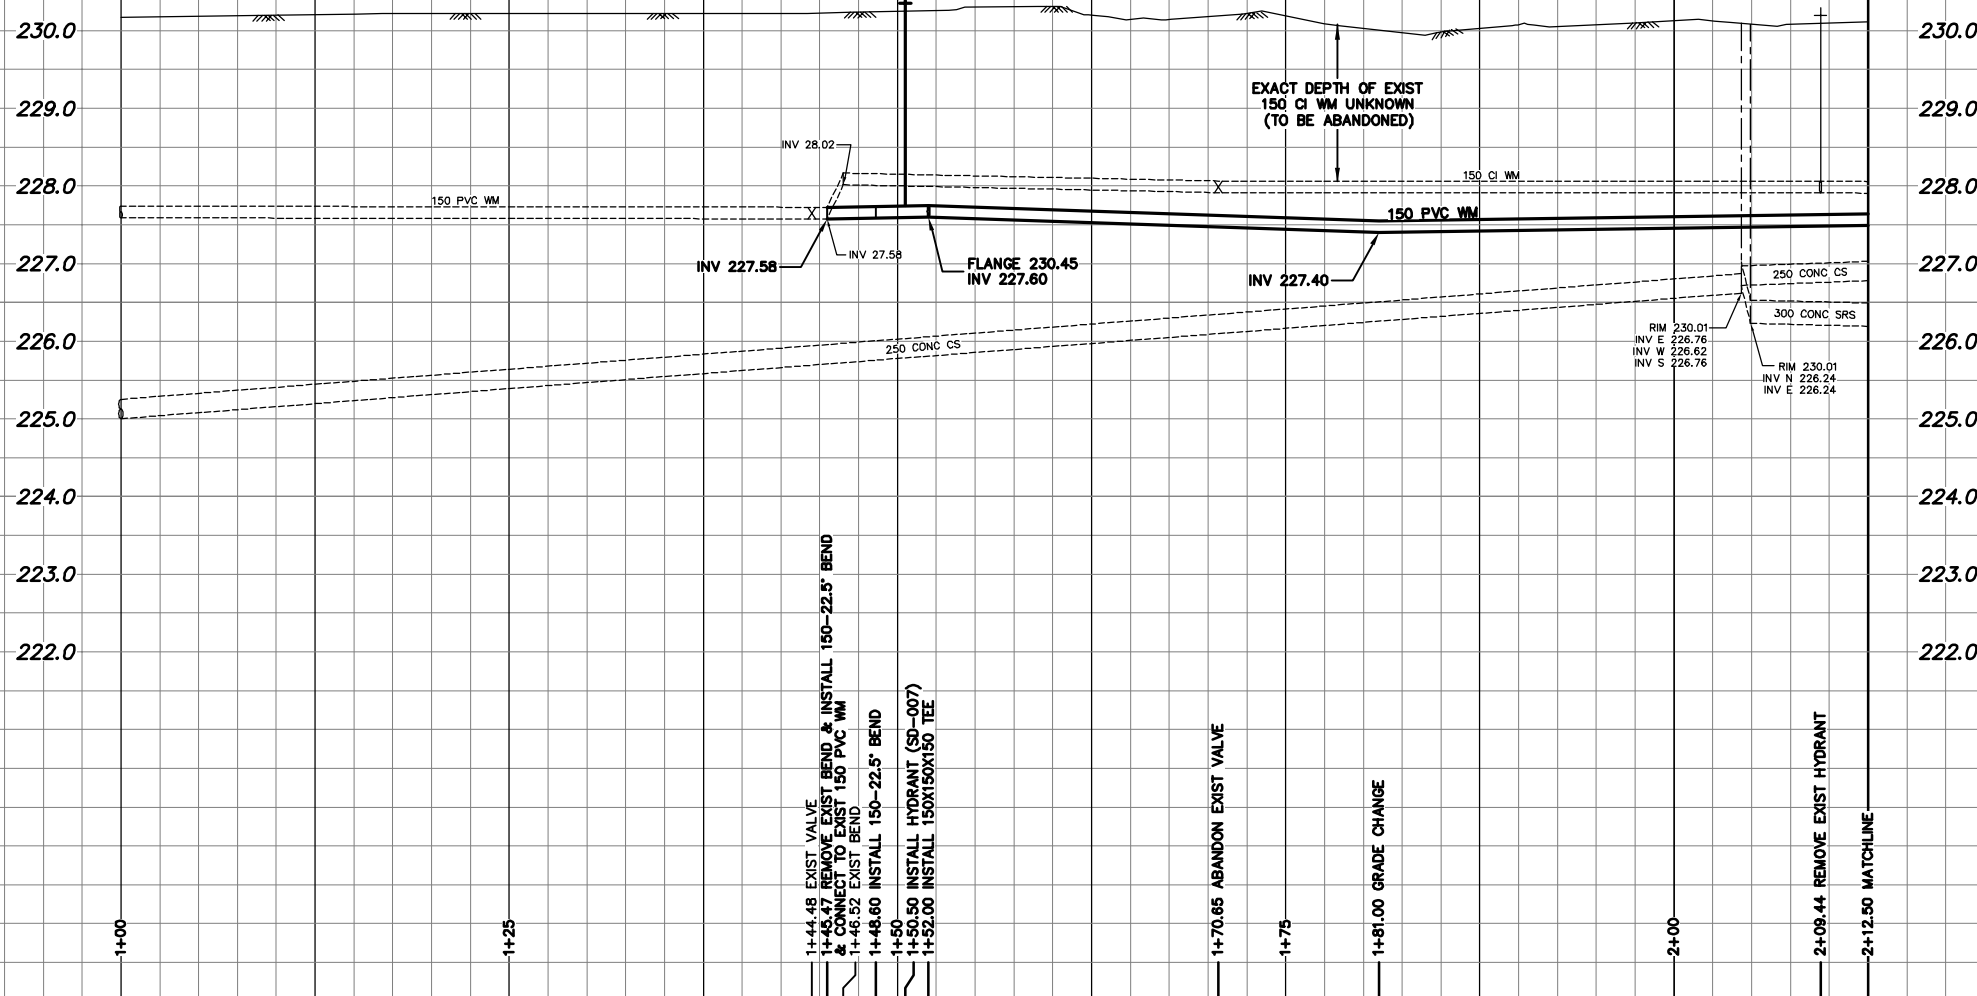 230.0
230.0
EXACT DEPTH OF EXIST
150 CI WM UNKNOWN
(TO BE ABANDONED)
229.0
229.0
INV 28.02
228.0
228.0
150 CI WM
150 PVC WM
150 PVC WM
INV 27.58
INV 227.58
FLANGE 230.45
INV 227.60
INV 227.40
227.0
227.0
250 CONC CS
300 CONC SRS
RIM 230.01
INV E 226.76
INV W 226.62
INV S 226.76
226.0
226.0
250 CONC CS
RIM 230.01
INV N 226.24
INV E 226.24
225.0
225.0
224.0
224.0
223.0
223.0
222.0
222.0
1+00
1+25
1+44.48 EXIST VALVE
1+45.47 REMOVE EXIST BEND & INSTALL 150-22.5° BEND
& CONNECT TO EXIST 150 PVC WM
1+46.52 EXIST BEND
1+48.60 INSTALL 150-22.5° BEND
1+50
1+50.50 INSTALL HYDRANT (SD-007)
1+52.00 INSTALL 150X150X150 TEE
1+70.65 ABANDON EXIST VALVE
1+75
1+81.00 GRADE CHANGE
2+00
2+09.44 REMOVE EXIST HYDRANT
2+12.50 MATCHLINE